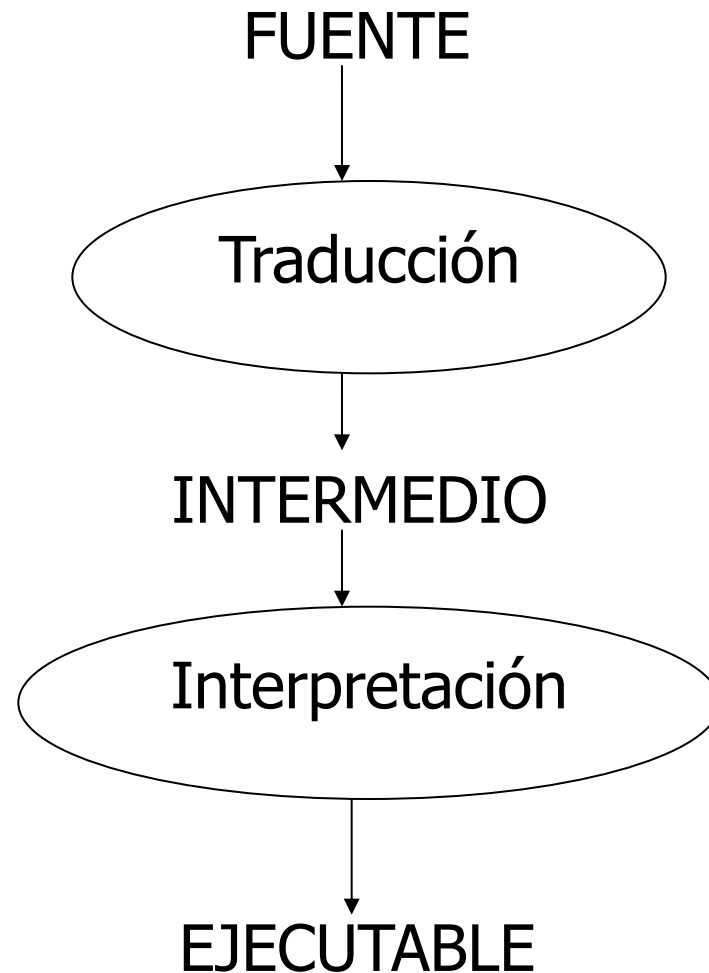 FUENTE
Traducción
INTERMEDIO
Interpretación
EJECUTABLE